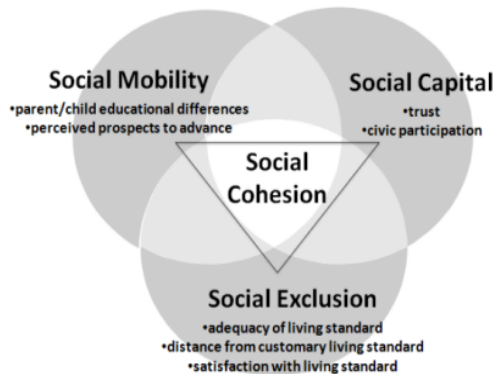 Social Mobility
•parent/child educational differences
•perceived prospects to advance
Social Capital
•trust
•civic participation
Social
Cohesion
Social Exclusion
•adequacy of living standard
•distance from customary living standard
•satisfaction with living standard